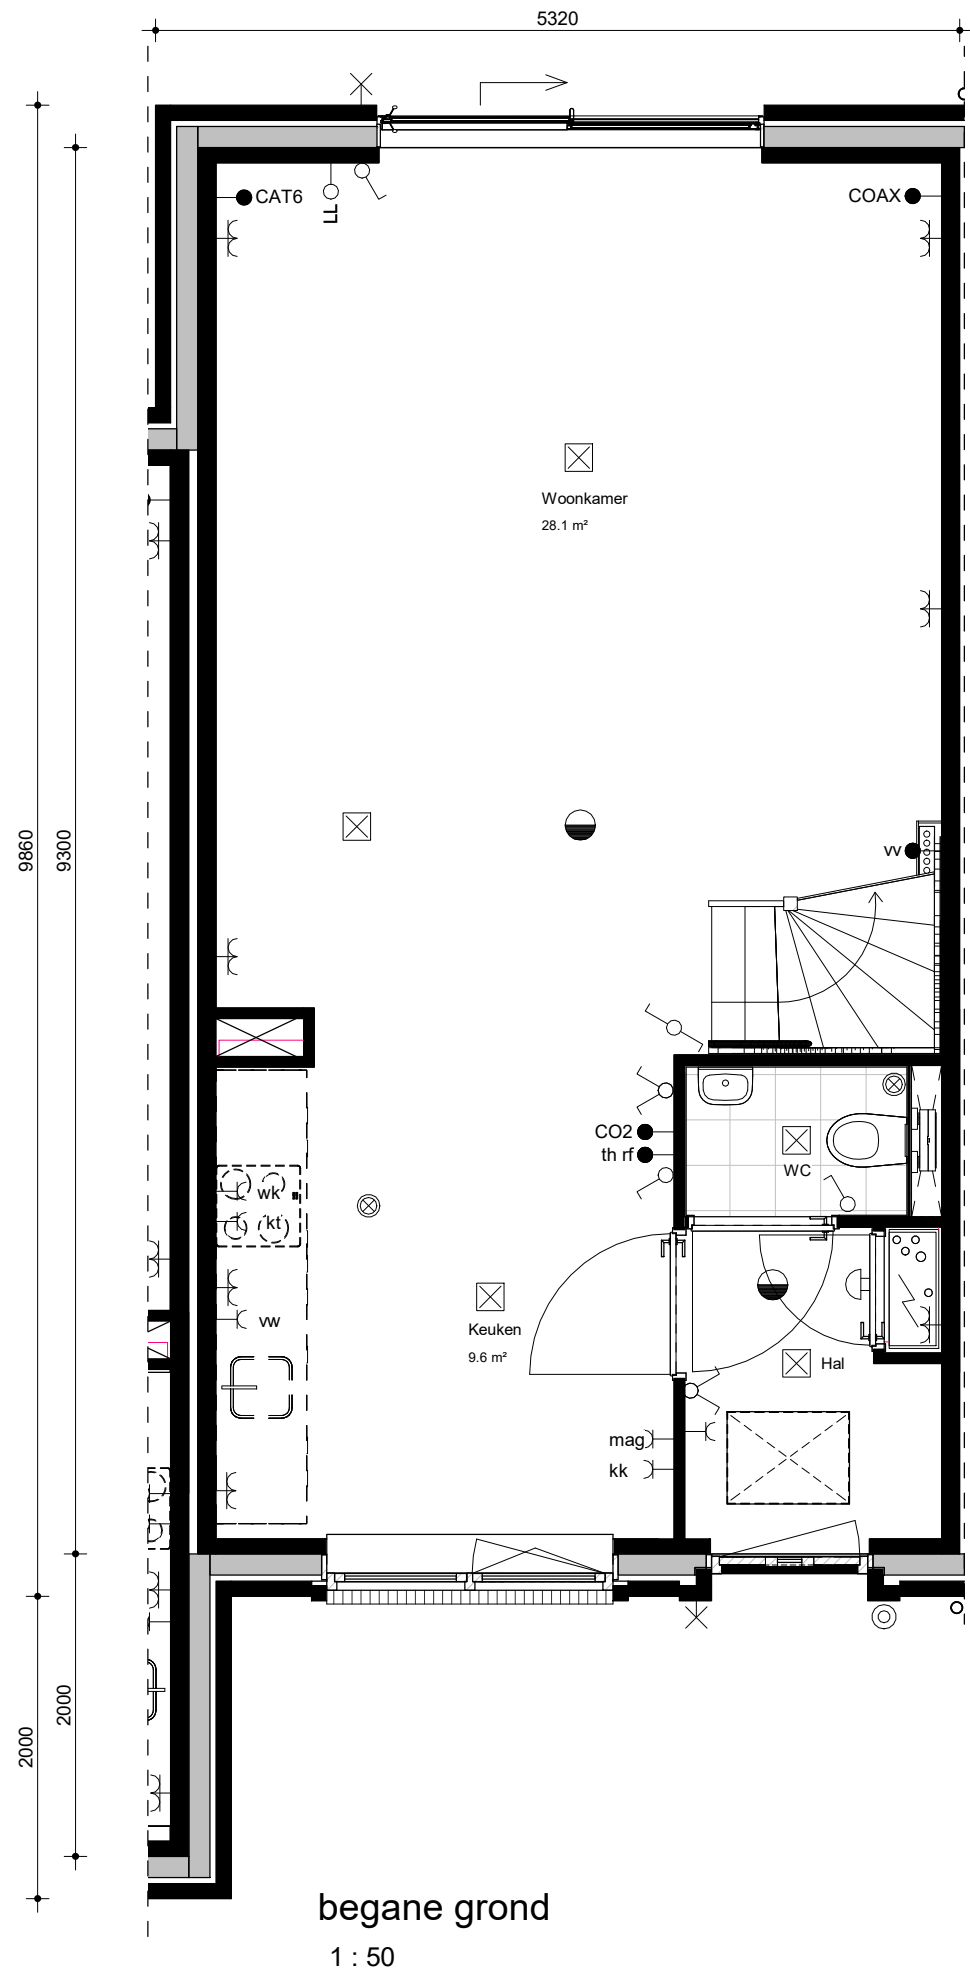 5320
CAT6
LL
COAX
Woonkamer
28.1 m²
9860
9300
vv
CO2
th rf
WC
wk
kt
vw
Keuken
9.6 m²
Hal
mag
kk
2000
2000
begane grond
1 : 50